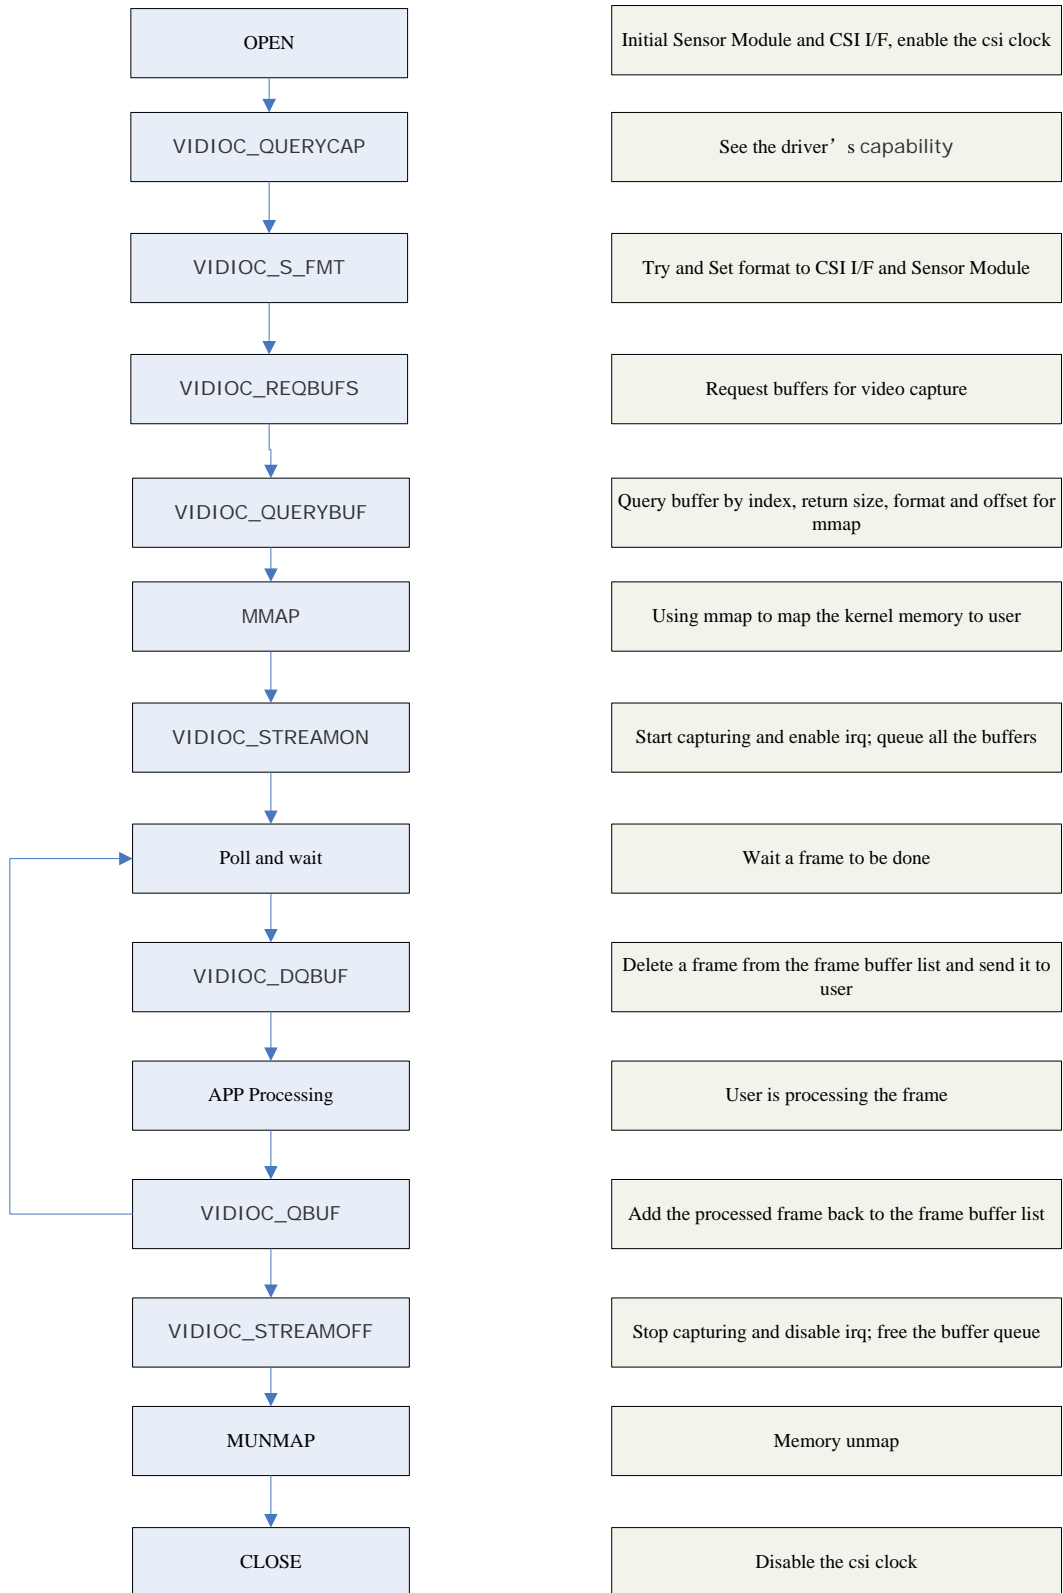 OPEN
Initial Sensor Module and CSI I/F, enable the csi clock
VIDIOC_QUERYCAP
See the driver’s capability
VIDIOC_S_FMT
Try and Set format to CSI I/F and Sensor Module
VIDIOC_REQBUFS
Request buffers for video capture
VIDIOC_QUERYBUF
Query buffer by index, return size, format and offset for
mmap
MMAP
Using mmap to map the kernel memory to user
VIDIOC_STREAMON
Start capturing and enable irq; queue all the buffers
Poll and wait
Wait a frame to be done
VIDIOC_DQBUF
Delete a frame from the frame buffer list and send it to
user
APP Processing
User is processing the frame
VIDIOC_QBUF
Add the processed frame back to the frame buffer list
VIDIOC_STREAMOFF
Stop capturing and disable irq; free the buffer queue
MUNMAP
Memory unmap
CLOSE
Disable the csi clock